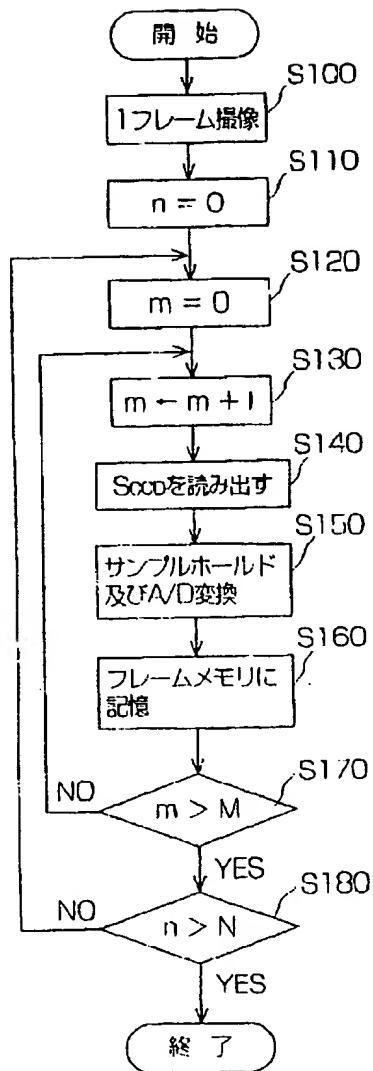 開始
S100
1フレーム撮像
S110
n = 0
S120
m = 0
S130
m ← m + 1
S140
SCCDを読み出す
S150
サンプルホールド
及びA/D変換
S160
フレームメモリに
記憶
S170
NO
m > M
YES
S180
NO
n > N
YES
終了